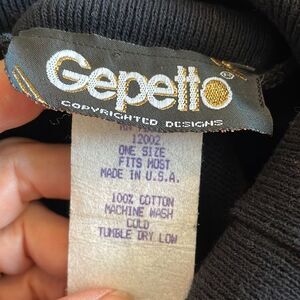 Gepetto®
COPYRIGHTED DESIGNS
12002
ONE SIZE
FITS MOST
MADE IN U.S.A.
100% COTTON
MACHINE WASH
COLD
TUMBLE DRY LOW